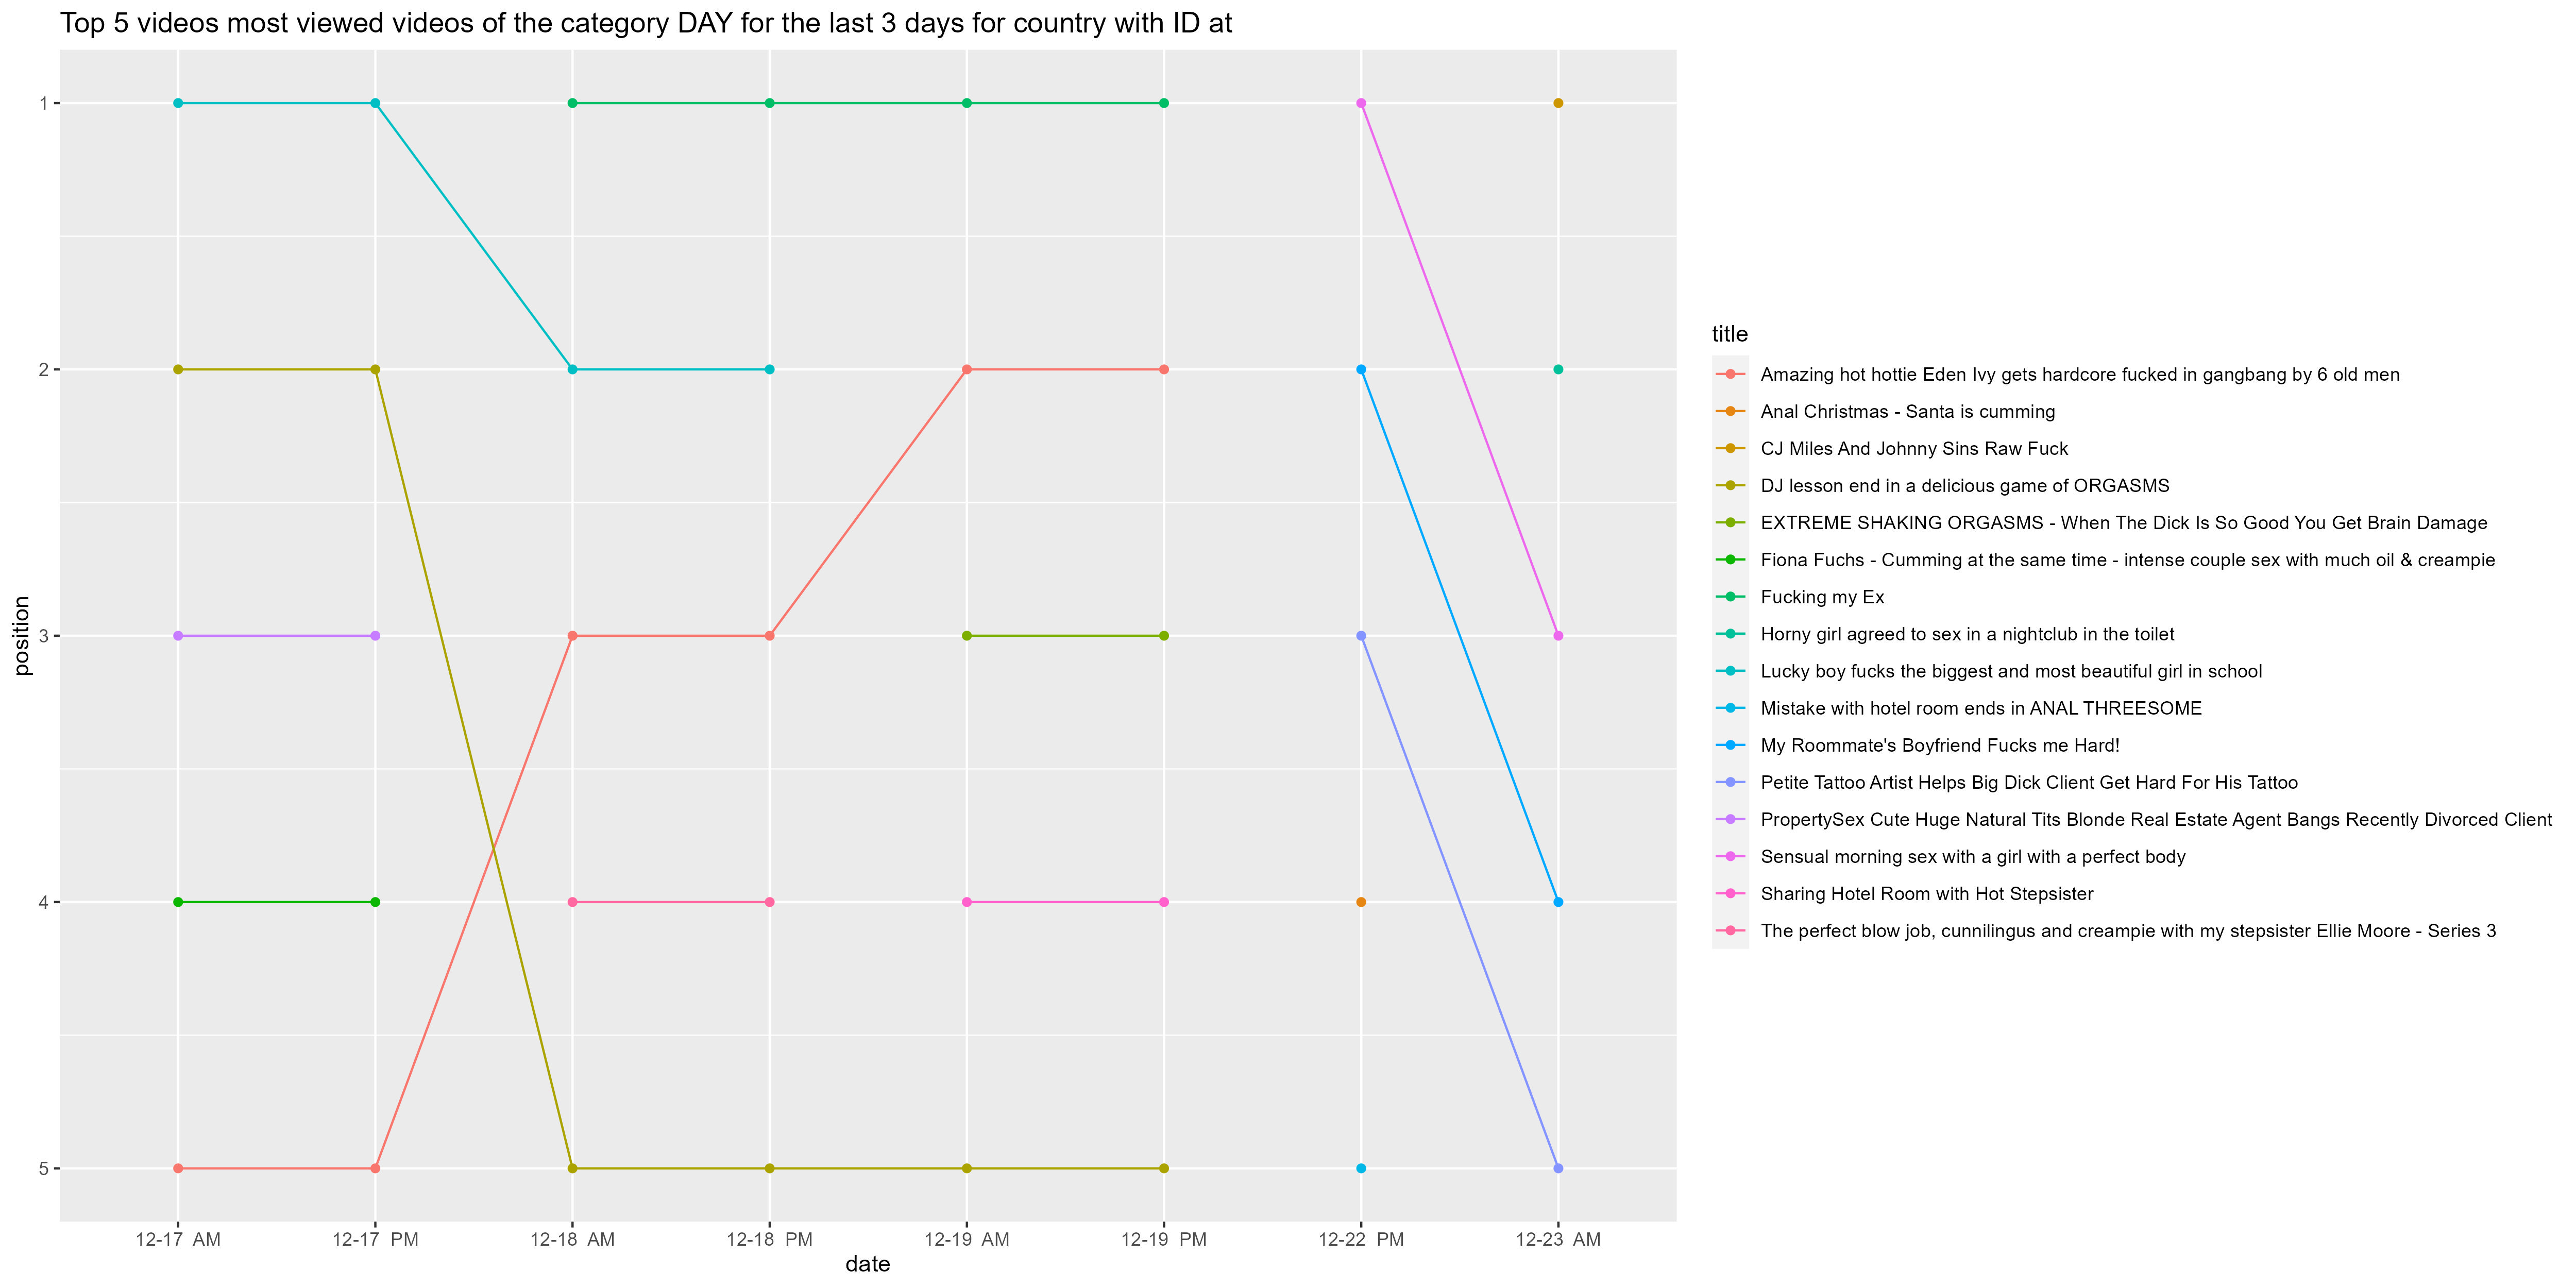 Top 5 videos most viewed videos of the category DAY for the last 3 days for country with ID at
position
1
2
3
4
5
12-17 AM
12-17 PM
12-18 AM
12-18 PM
12-19 AM
12-19 PM
12-22 PM
12-23 AM
date
title
Amazing hot hottie Eden Ivy gets hardcore fucked in gangbang by 6 old men
Anal Christmas - Santa is cumming
CJ Miles And Johnny Sins Raw Fuck
DJ lesson end in a delicious game of ORGASMS
EXTREME SHAKING ORGASMS - When The Dick Is So Good You Get Brain Damage
Fiona Fuchs - Cumming at the same time - intense couple sex with much oil & creampie
Fucking my Ex
Horny girl agreed to sex in a nightclub in the toilet
Lucky boy fucks the biggest and most beautiful girl in school
Mistake with hotel room ends in ANAL THREESOME
My Roommate's Boyfriend Fucks me Hard!
Petite Tattoo Artist Helps Big Dick Client Get Hard For His Tattoo
PropertySex Cute Huge Natural Tits Blonde Real Estate Agent Bangs Recently Divorced Client
Sensual morning sex with a girl with a perfect body
Sharing Hotel Room with Hot Stepsister
The perfect blow job, cunnilingus and creampie with my stepsister Ellie Moore - Series 3